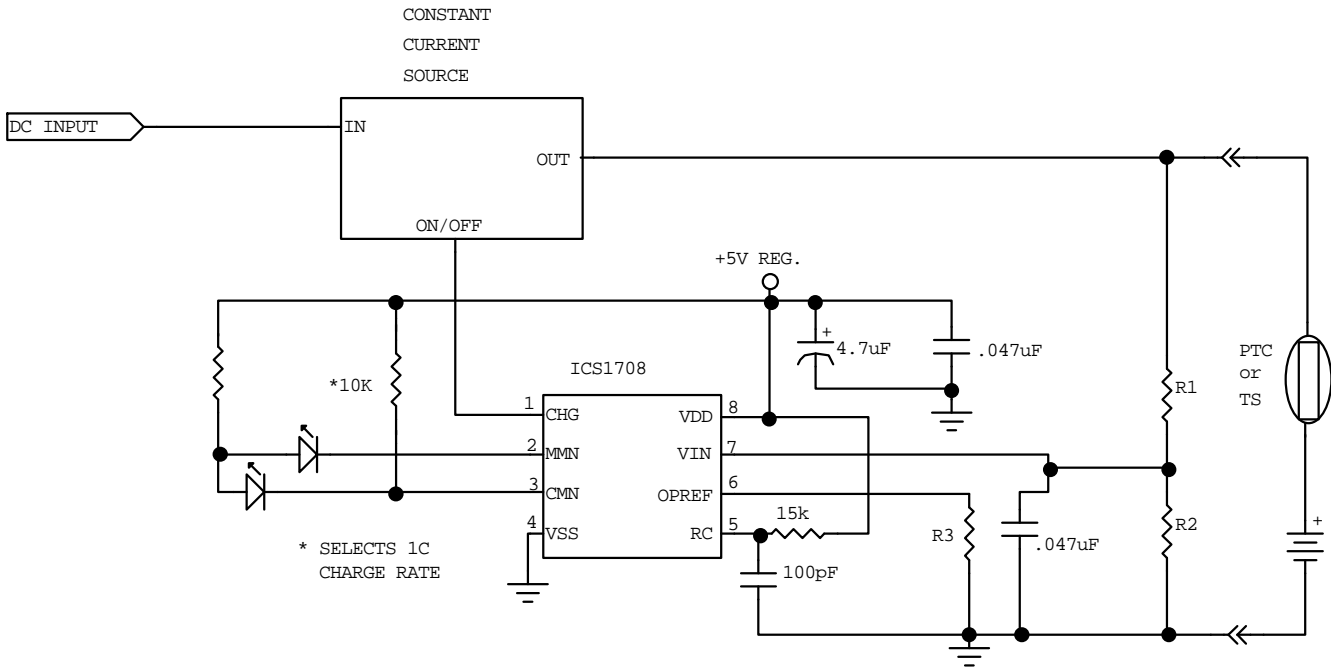 CONSTANT
CURRENT
SOURCE
DC INPUT
IN
OUT
ON/OFF
+5V REG.
+
4.7uF
.047uF
*10K
ICS1708
1
CHG
2
MMN
3
CMN
4
VSS
VDD
8
VIN
7
OPREF
6
RC
5
15k
100pF
R3
.047uF
R1
R2
PTC
or
TS
+
* SELECTS 1C
CHARGE RATE